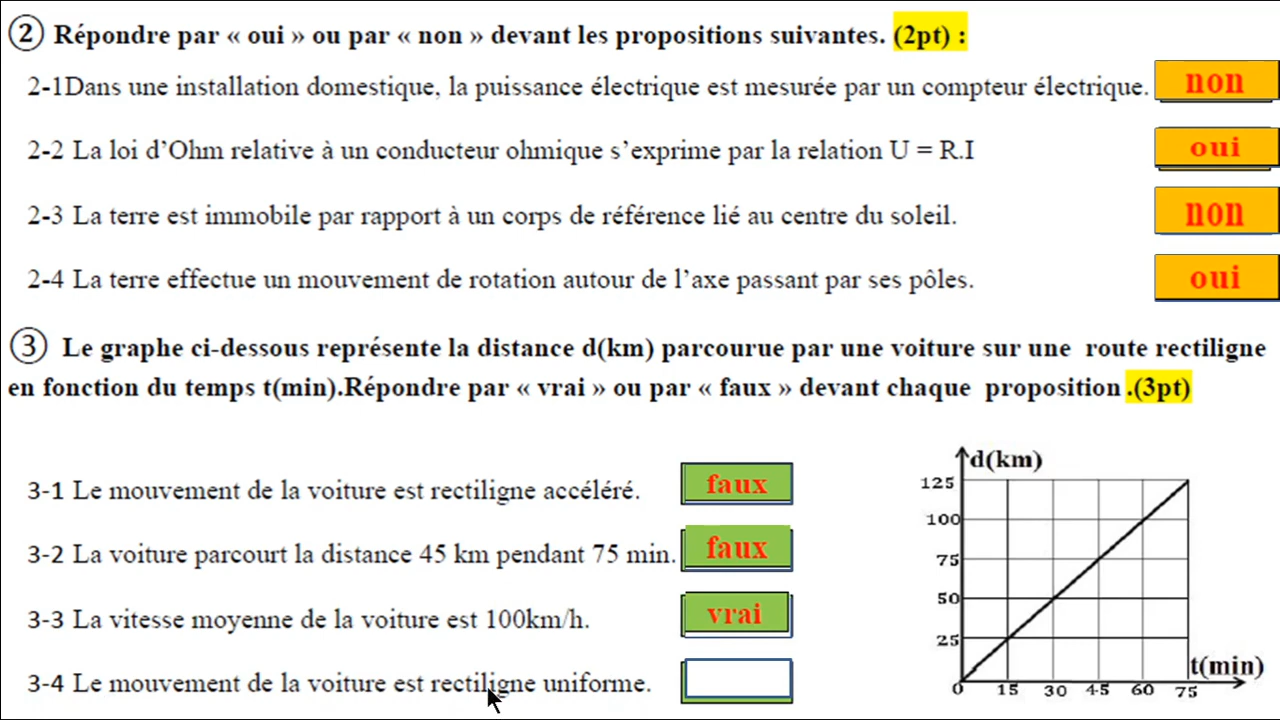 ② Répondre par « oui » ou par « non » devant les propositions suivantes. (2pt) :
2-1Dans une installation domestique, la puissance électrique est mesurée par un compteur électrique. non
2-2 La loi d’Ohm relative à un conducteur ohmique s’exprime par la relation U = R.I oui
2-3 La terre est immobile par rapport à un corps de référence lié au centre du soleil. non
2-4 La terre effectue un mouvement de rotation autour de l’axe passant par ses pôles. oui
③ Le graphe ci-dessous représente la distance d(km) parcourue par une voiture sur une route rectiligne
en fonction du temps t(min).Répondre par « vrai » ou par « faux » devant chaque proposition .(3pt)
3-1 Le mouvement de la voiture est rectiligne accéléré. faux
3-2 La voiture parcourt la distance 45 km pendant 75 min. faux
3-3 La vitesse moyenne de la voiture est 100km/h. vrai
3-4 Le mouvement de la voiture est rectiligne uniforme.
d(km)
125
100
75
50
25
t(min)
0 15 30 45 60 75